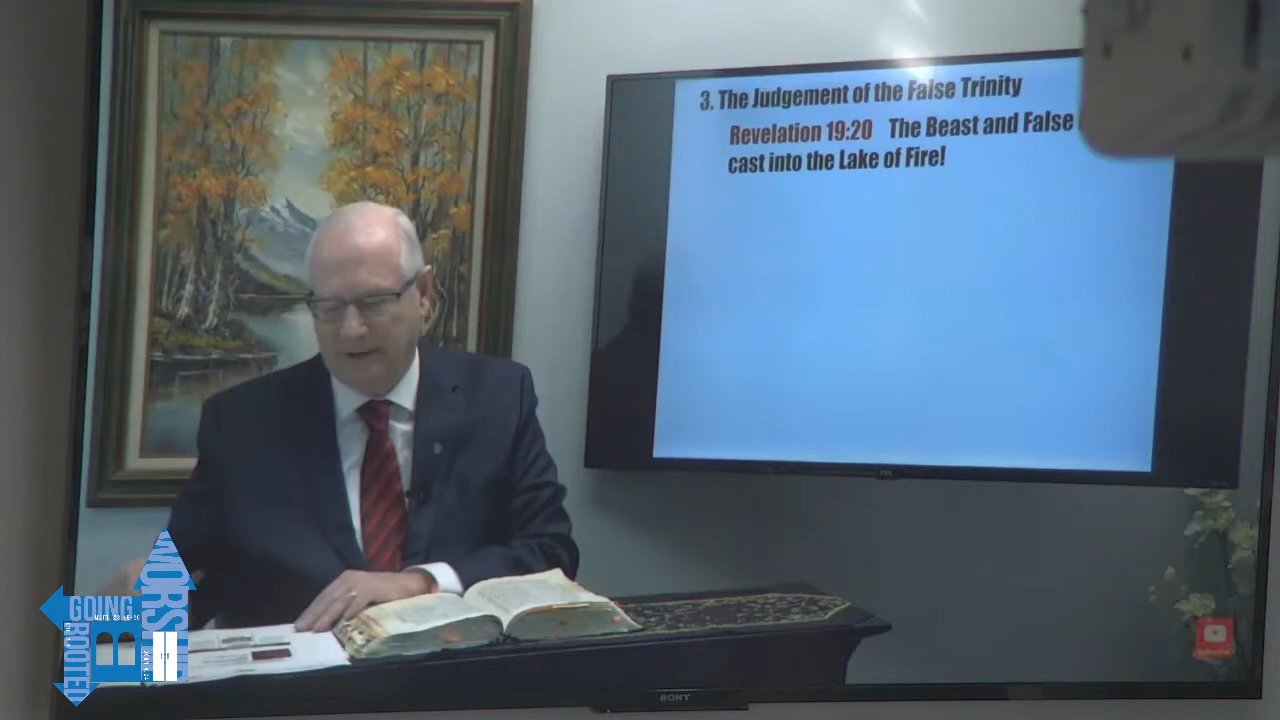 3. The Judgement of the False Trinity
Revelation 19:20 The Beast and False
cast into the Lake of Fire!
WORSHIP
GOING
ROOTED
SONY